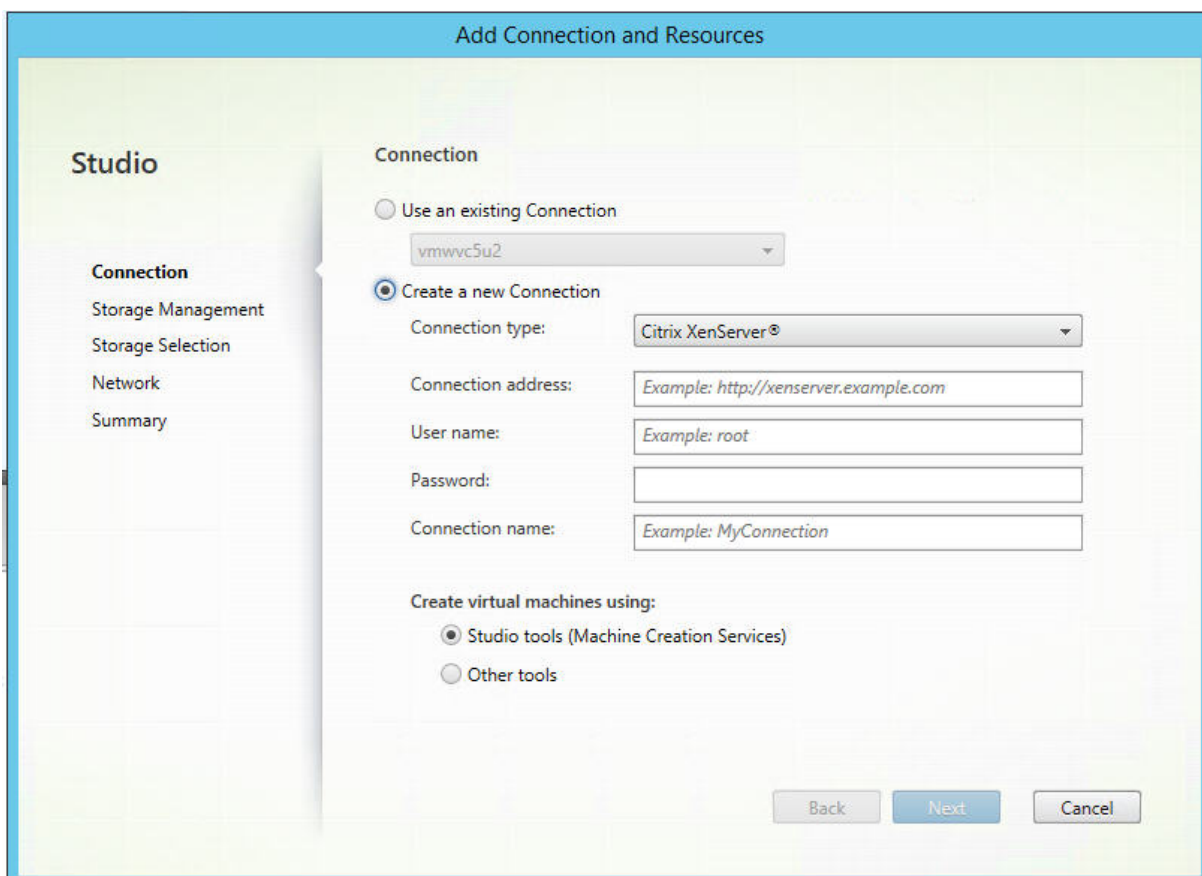 Add Connection and Resources
Studio
Connection
Storage Management
Storage Selection
Network
Summary
Connection
Use an existing Connection
vmwvc5u2
Create a new Connection
Connection type:
Citrix XenServer®
Connection address:
Example: http://xenserver.example.com
User name:
Example: root
Password:
Connection name:
Example: MyConnection
Create virtual machines using:
Studio tools (Machine Creation Services)
Other tools
Back
Next
Cancel